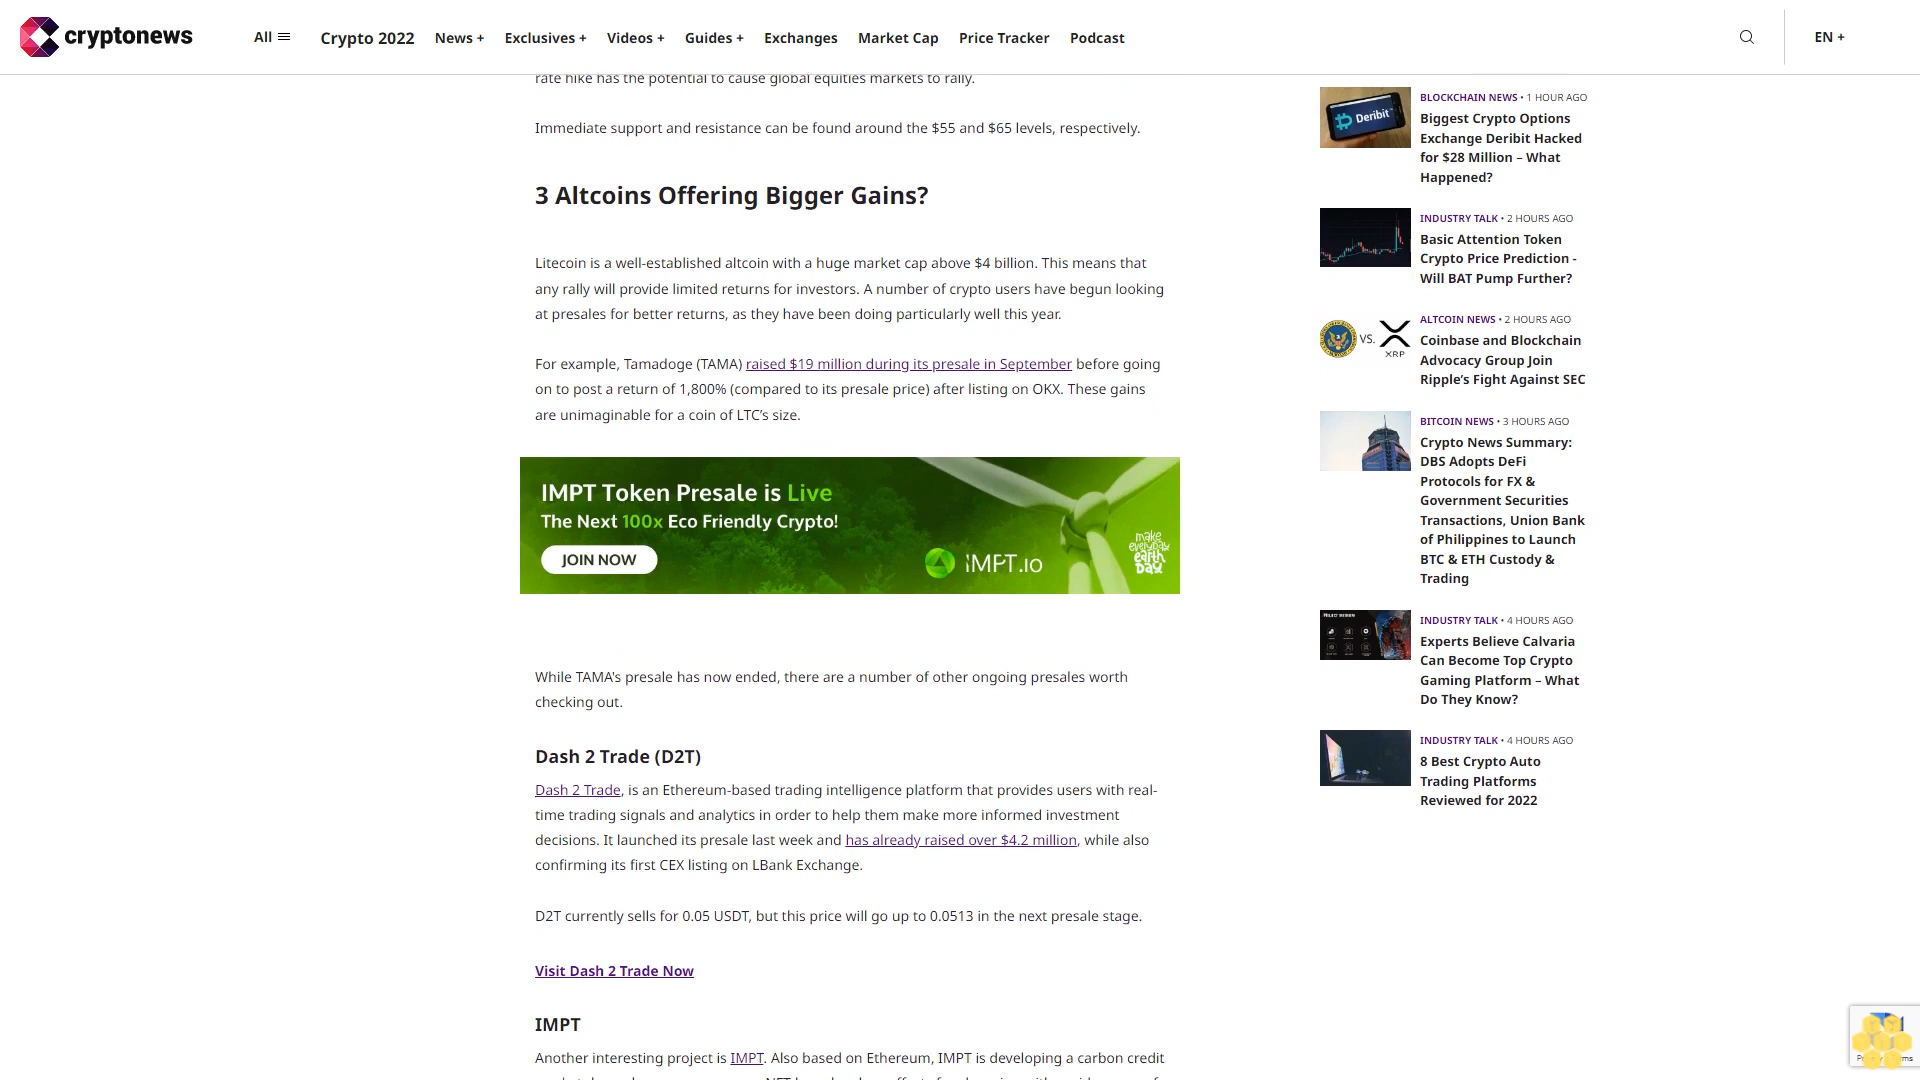 cryptonews
All
Crypto 2022
News +
Exclusives +
Videos +
Guides +
Exchanges
Market Cap
Price Tracker
Podcast
EN +
rate hike has the potential to cause global equities markets to rally.
Immediate support and resistance can be found around the $55 and $65 levels, respectively.
3 Altcoins Offering Bigger Gains?
Litecoin is a well-established altcoin with a huge market cap above $4 billion. This means that
any rally will provide limited returns for investors. A number of crypto users have begun looking
at presales for better returns, as they have been doing particularly well this year.
For example, Tamadoge (TAMA) raised $19 million during its presale in September before going
on to post a return of 1,800% (compared to its presale price) after listing on OKX. These gains
are unimaginable for a coin of LTC’s size.
IMPT Token Presale is Live
The Next 100x Eco Friendly Crypto!
JOIN NOW
IMPT.IO
make
everyday
earth
DAY
While TAMA's presale has now ended, there are a number of other ongoing presales worth
checking out.
Dash 2 Trade (D2T)
Dash 2 Trade, is an Ethereum-based trading intelligence platform that provides users with real-
time trading signals and analytics in order to help them make more informed investment
decisions. It launched its presale last week and has already raised over $4.2 million, while also
confirming its first CEX listing on LBank Exchange.
D2T currently sells for 0.05 USDT, but this price will go up to 0.0513 in the next presale stage.
Visit Dash 2 Trade Now
IMPT
Another interesting project is IMPT. Also based on Ethereum, IMPT is developing a carbon credit
Deribit
BLOCKCHAIN NEWS • 1 HOUR AGO
Biggest Crypto Options
Exchange Deribit Hacked
for $28 Million – What
Happened?
INDUSTRY TALK • 2 HOURS AGO
Basic Attention Token
Crypto Price Prediction -
Will BAT Pump Further?
VS.
XRP
ALTCOIN NEWS • 2 HOURS AGO
Coinbase and Blockchain
Advocacy Group Join
Ripple’s Fight Against SEC
BITCOIN NEWS • 3 HOURS AGO
Crypto News Summary:
DBS Adopts DeFi
Protocols for FX &
Government Securities
Transactions, Union Bank
of Philippines to Launch
BTC & ETH Custody &
Trading
INDUSTRY TALK • 4 HOURS AGO
Experts Believe Calvaria
Can Become Top Crypto
Gaming Platform – What
Do They Know?
INDUSTRY TALK • 4 HOURS AGO
8 Best Crypto Auto
Trading Platforms
Reviewed for 2022